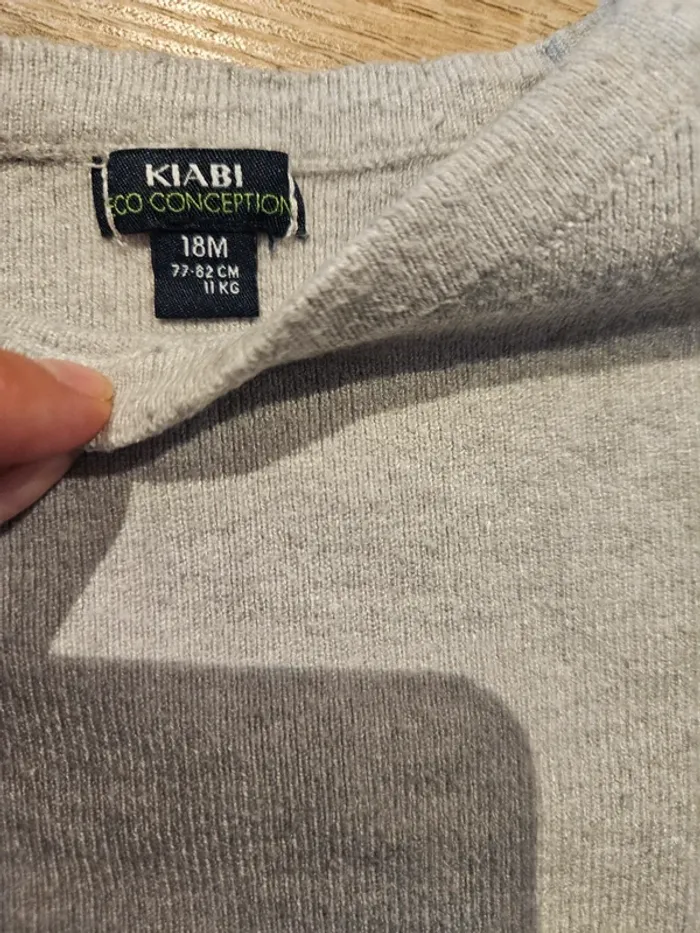 KIABI
ECO CONCEPTION
18M
77-82 CM
11 KG